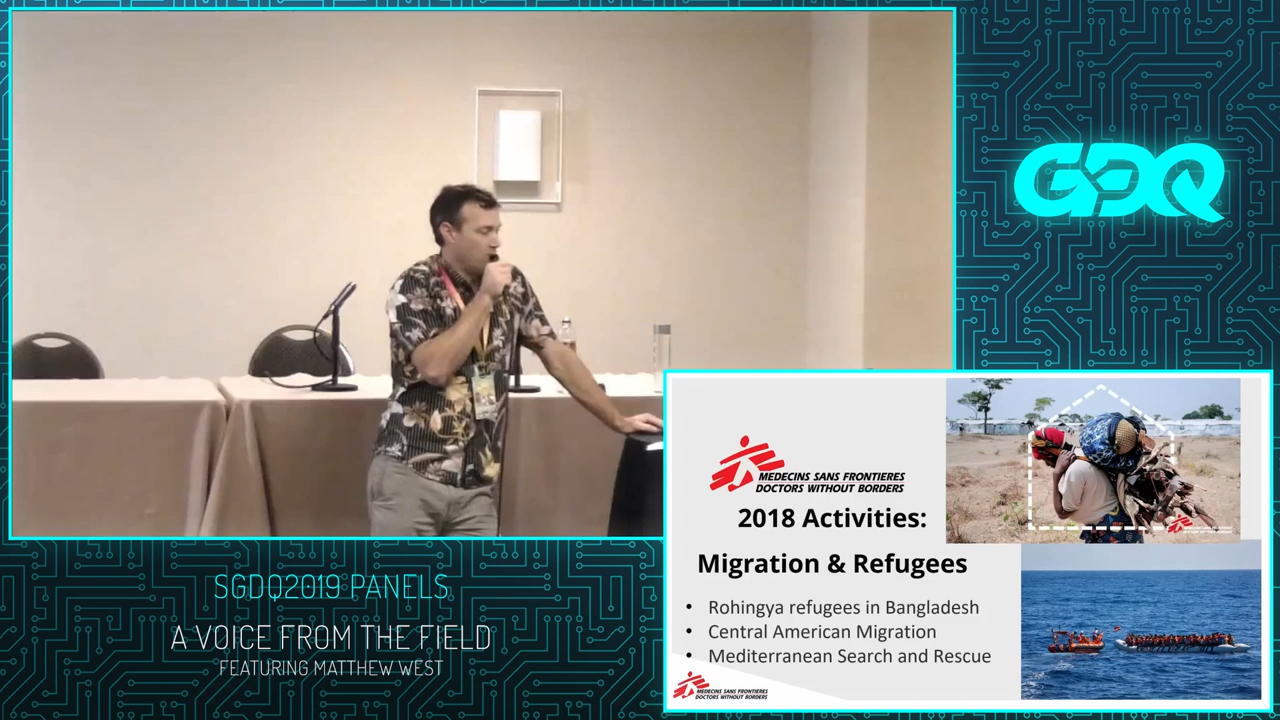 GDQ
MEDECINS SANS FRONTIERES
DOCTORS WITHOUT BORDERS
2018 Activities:
Migration & Refugees
• Rohingya refugees in Bangladesh
• Central American Migration
• Mediterranean Search and Rescue
MEDECINS SANS FRONTIERES
DOCTORS WITHOUT BORDERS
SGDQ2019 PANELS
A VOICE FROM THE FIELD
FEATURING MATTHEW WEST